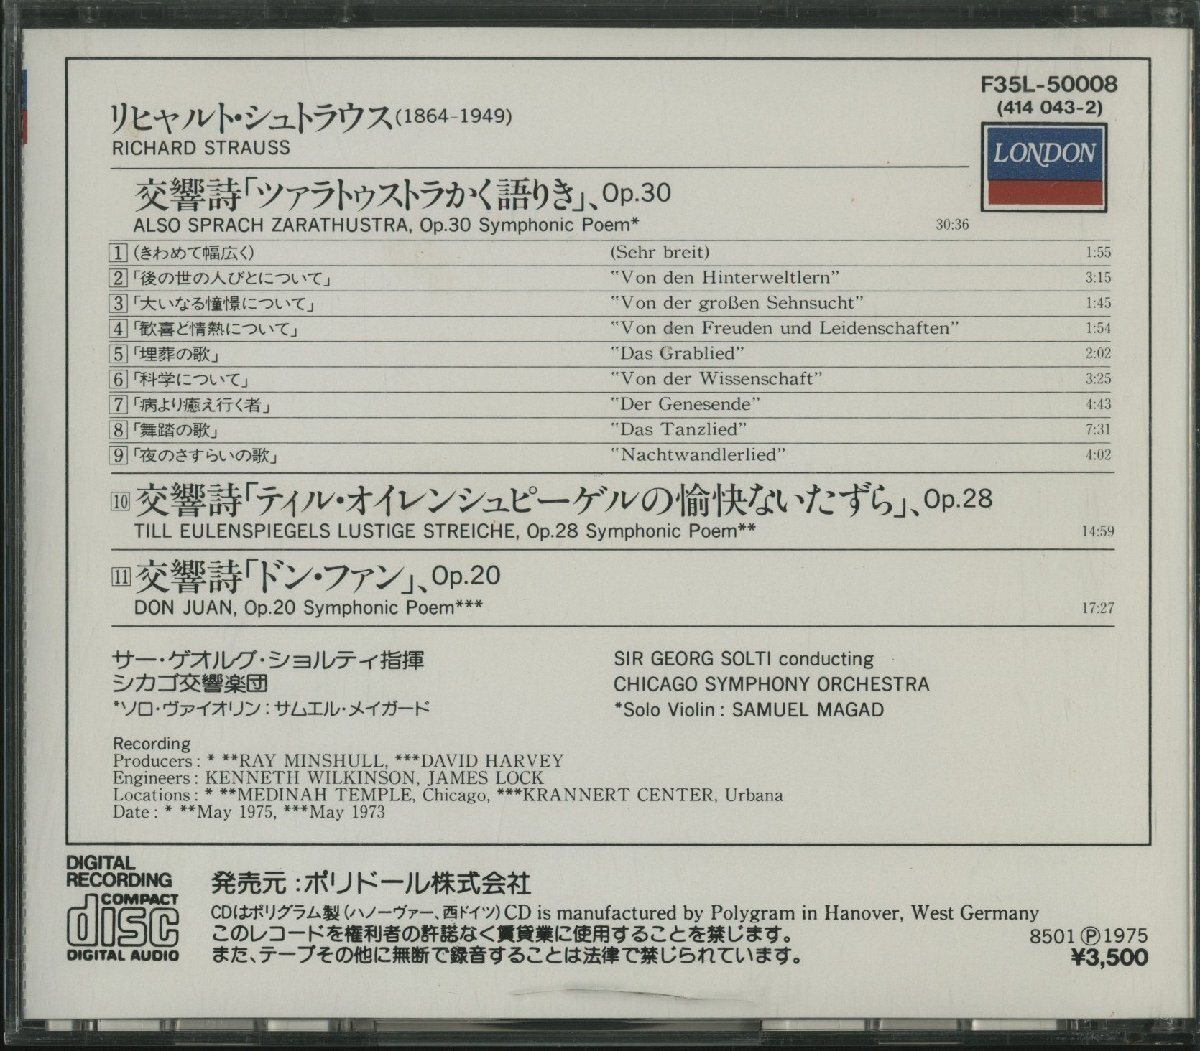 F35L-50008
(414 043-2)
LONDON
リヒャルト・シュトラウス(1864-1949)
RICHARD STRAUSS
交響詩「ツァラトゥストラかく語りき」、Op.30
ALSO SPRACH ZARATHUSTRA, Op.30 Symphonic Poem* 30:36
1 (きわめて幅広く) (Sehr breit) 1:55
2 「後の世の人びとについて」 "Von den Hinterweltlern" 3:15
3 「大いなる憧憬について」 "Von der großen Sehnsucht" 1:45
4 「歓喜と情熱について」 "Von den Freuden und Leidenschaften" 1:54
5 「埋葬の歌」 "Das Grablied" 2:02
6 「科学について」 "Von der Wissenschaft" 3:25
7 「病より癒え行く者」 "Der Genesende" 4:43
8 「舞踏の歌」 "Das Tanzlied" 7:31
9 「夜のさすらいの歌」 "Nachtwandlerlied" 4:02
10 交響詩「ティル・オイレンシュピーゲルの愉快ないたずら」、Op.28
TILL EULENSPIEGELS LUSTIGE STREICHE, Op.28 Symphonic Poem** 14:59
11 交響詩「ドン・ファン」、Op.20
DON JUAN, Op.20 Symphonic Poem*** 17:27
サー・ゲオルグ・ショルティ指揮 SIR GEORG SOLTI conducting
シカゴ交響楽団 CHICAGO SYMPHONY ORCHESTRA
*ソロ・ヴァイオリン:サムエル・メイガード *Solo Violin: SAMUEL MAGAD
Recording
Producers: * **RAY MINSHULL, ***DAVID HARVEY
Engineers: KENNETH WILKINSON, JAMES LOCK
Locations: * **MEDINAH TEMPLE, Chicago, ***KRANNERT CENTER, Urbana
Date: * **May 1975, ***May 1973
DIGITAL
RECORDING
COMPACT
disc
DIGITAL AUDIO
発売元:ポリドール株式会社
CDはポリグラム製(ハノーヴァー、西ドイツ)CD is manufactured by Polygram in Hanover, West Germany
このレコードを権利者の許諾なく賃貸業に使用することを禁じます。
また、テープその他に無断で録音することは法律で禁じられています。
8501 Ⓟ1975
¥3,500